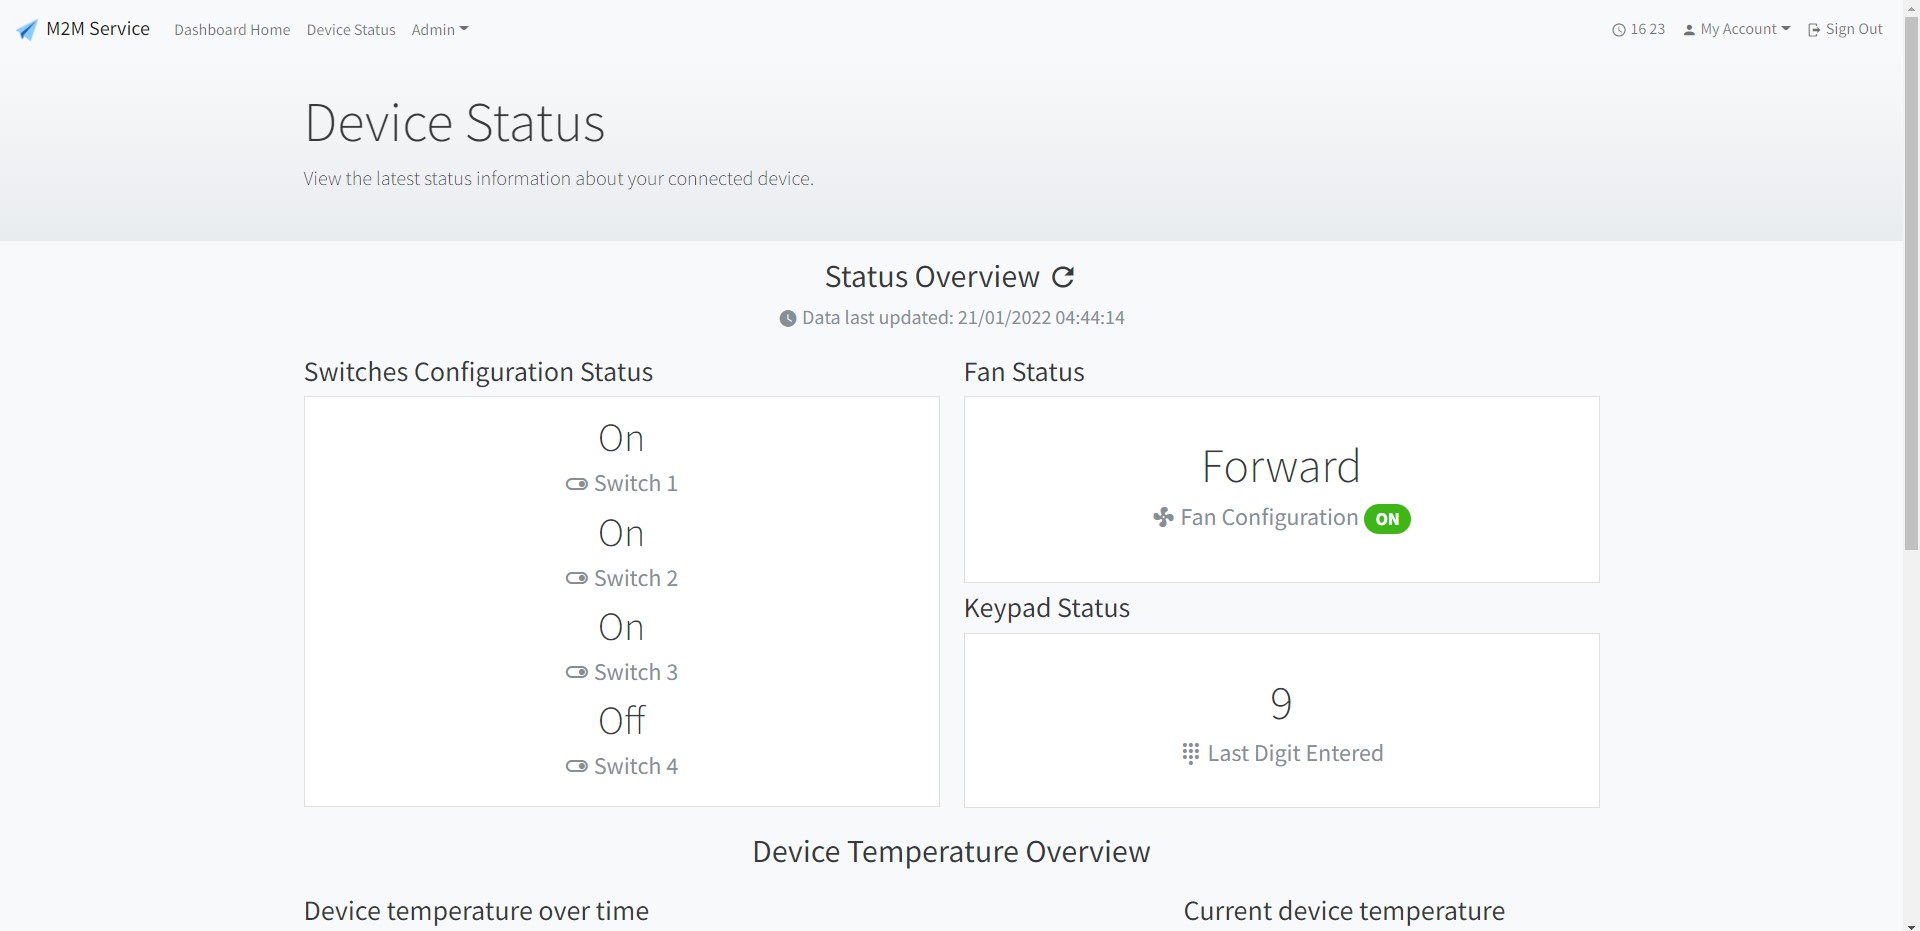 M2M Service Dashboard Home Device Status Admin 16 23 My Account Sign Out
Device Status
View the latest status information about your connected device.
Status Overview
Data last updated: 21/01/2022 04:44:14
Switches Configuration Status
On
Switch 1
On
Switch 2
On
Switch 3
Off
Switch 4
Fan Status
Forward
Fan Configuration ON
Keypad Status
9
Last Digit Entered
Device Temperature Overview
Device temperature over time
Current device temperature